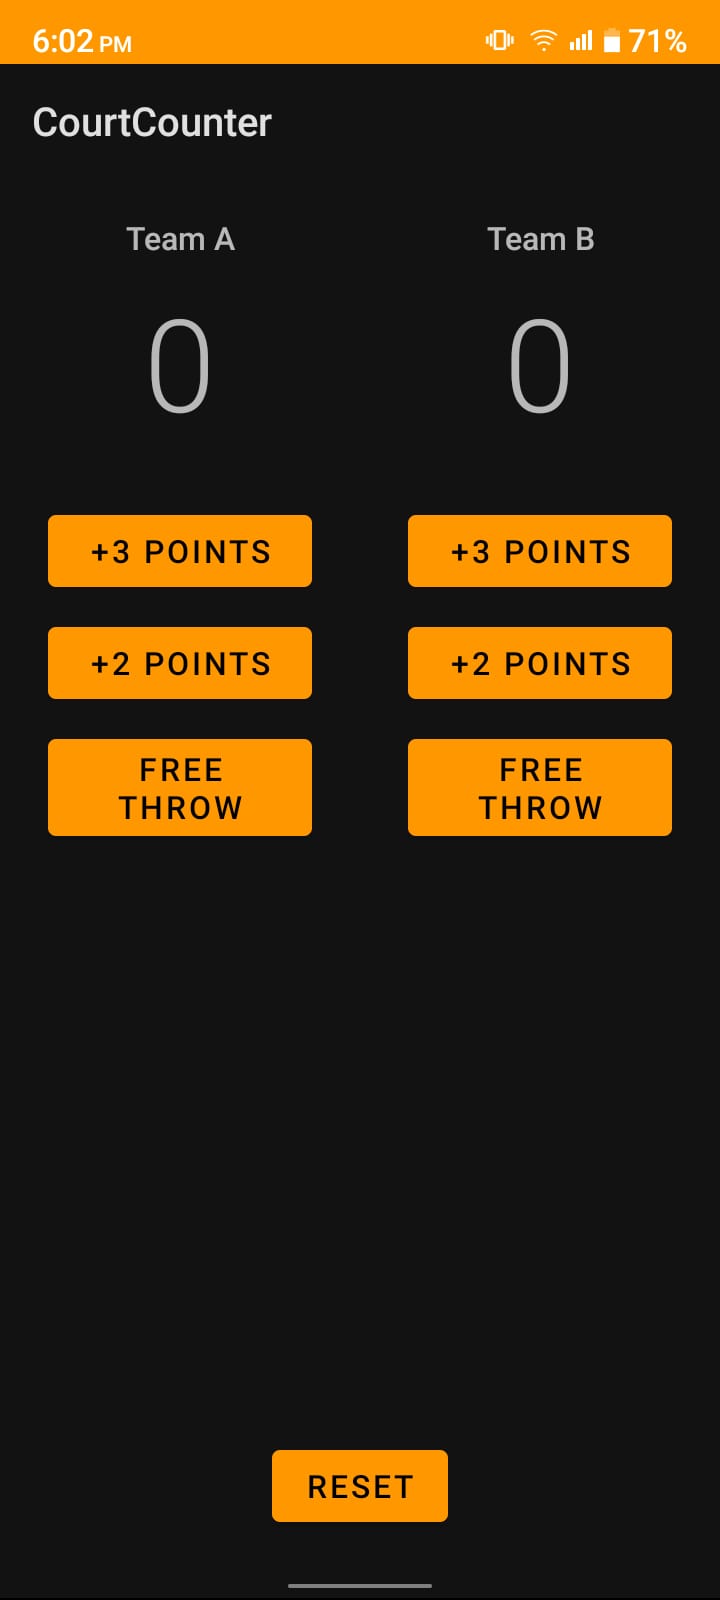 6:02 PM 71%
CourtCounter
Team A Team B
0 0
+3 POINTS +3 POINTS
+2 POINTS +2 POINTS
FREE THROW FREE THROW
RESET